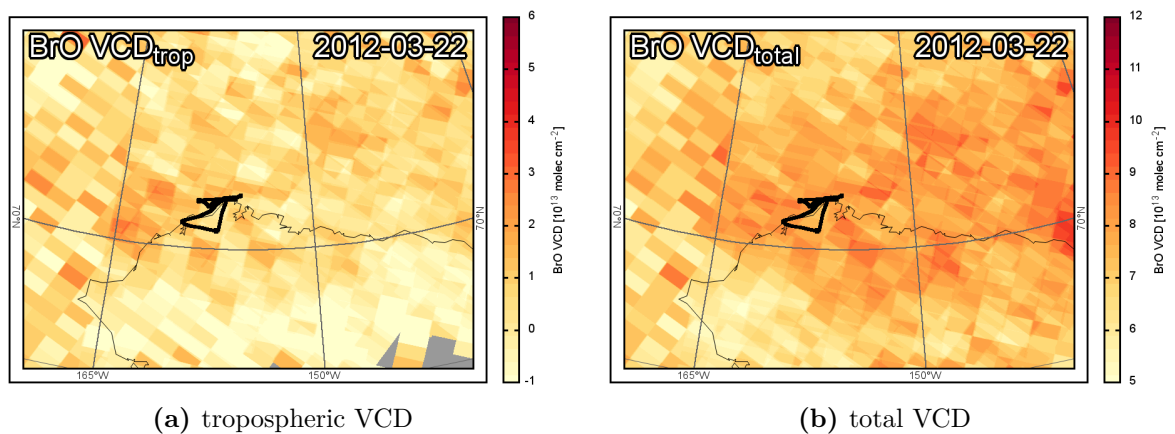 BrO VCD_trop 2012-03-22
70°N
70°N
165°W
150°W
6
5
4
3
2
1
0
-1
BrO VCD [10^13 molec cm^-2]
(a) tropospheric VCD
BrO VCD_total 2012-03-22
70°N
70°N
165°W
150°W
12
11
10
9
8
7
6
5
BrO VCD [10^13 molec cm^-2]
(b) total VCD